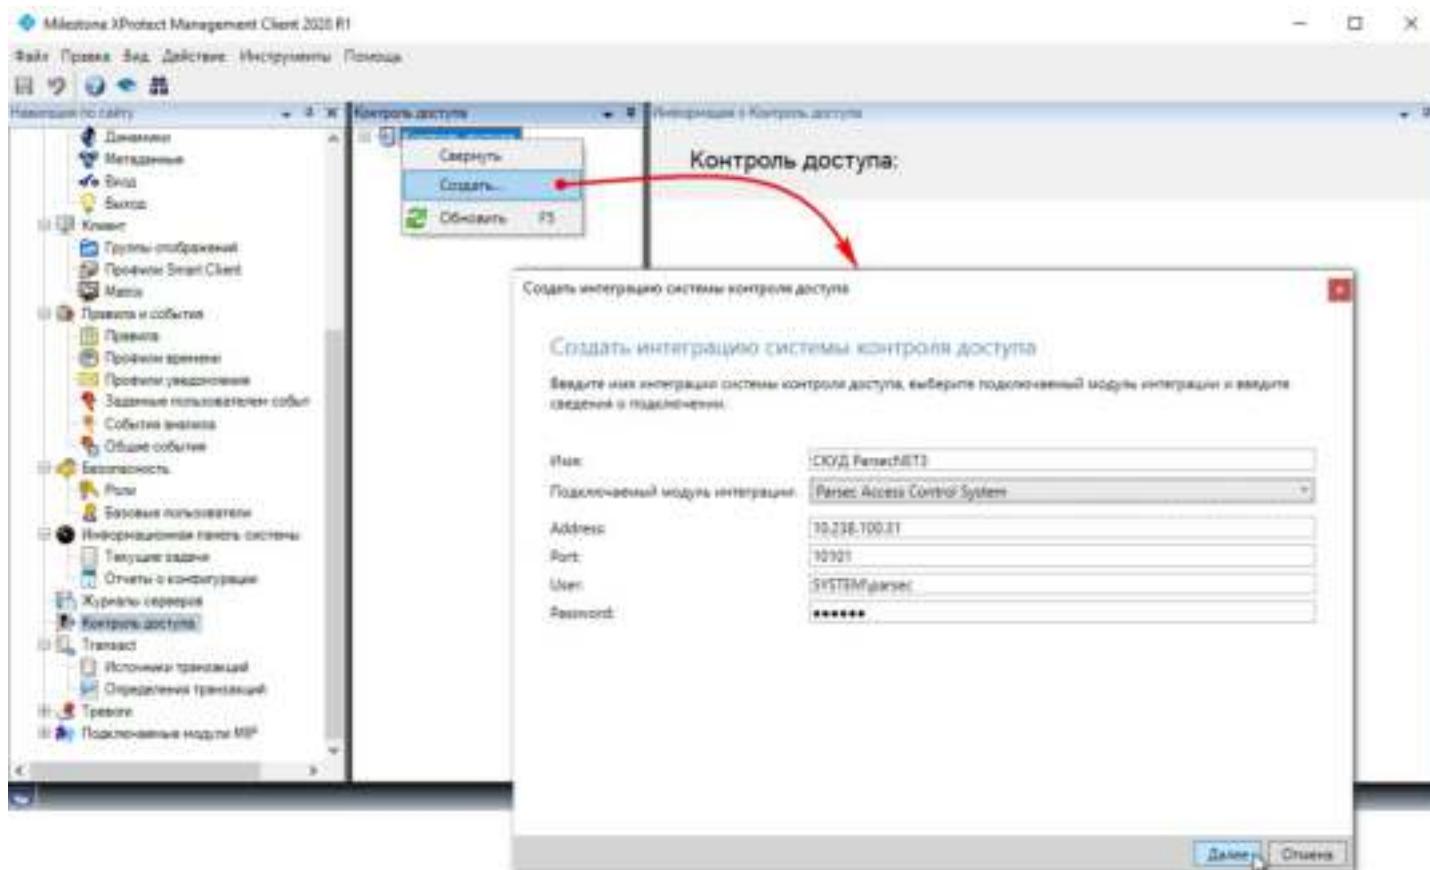 Milestone XProtect Management Client 2020 R1
Файл Правка Вид Действие Инструменты Помощь
Навигация по сайту
Динамики
Метаданные
Вход
Выход
Клиент
Группы отображений
Профили Smart Client
Matrix
Правила и события
Правила
Профили времени
Профили уведомления
Заданные пользователем событ
События анализа
Общие события
Безопасность
Роли
Базовые пользователи
Информационная панель системы
Текущие задачи
Отчеты о конфигурации
Журналы серверов
Контроль доступа
Transact
Источники транзакций
Определения транзакций
Тревоги
Подключаемые модули MIP
Контроль доступа
Контроль доступа
Свернуть
Создать...
Обновить F5
Информация о Контроль доступа
Контроль доступа:
Создать интеграцию системы контроля доступа
Создать интеграцию системы контроля доступа
Введите имя интеграции системы контроля доступа, выберите подключаемый модуль интеграции и введите
сведения о подключении.
Имя: СКУД ParsecNET3
Подключаемый модуль интеграции: Parsec Access Control System
Address: 10.238.100.31
Port: 10101
User: SYSTEM\parsec
Password: ●●●●●●
Далее Отмена